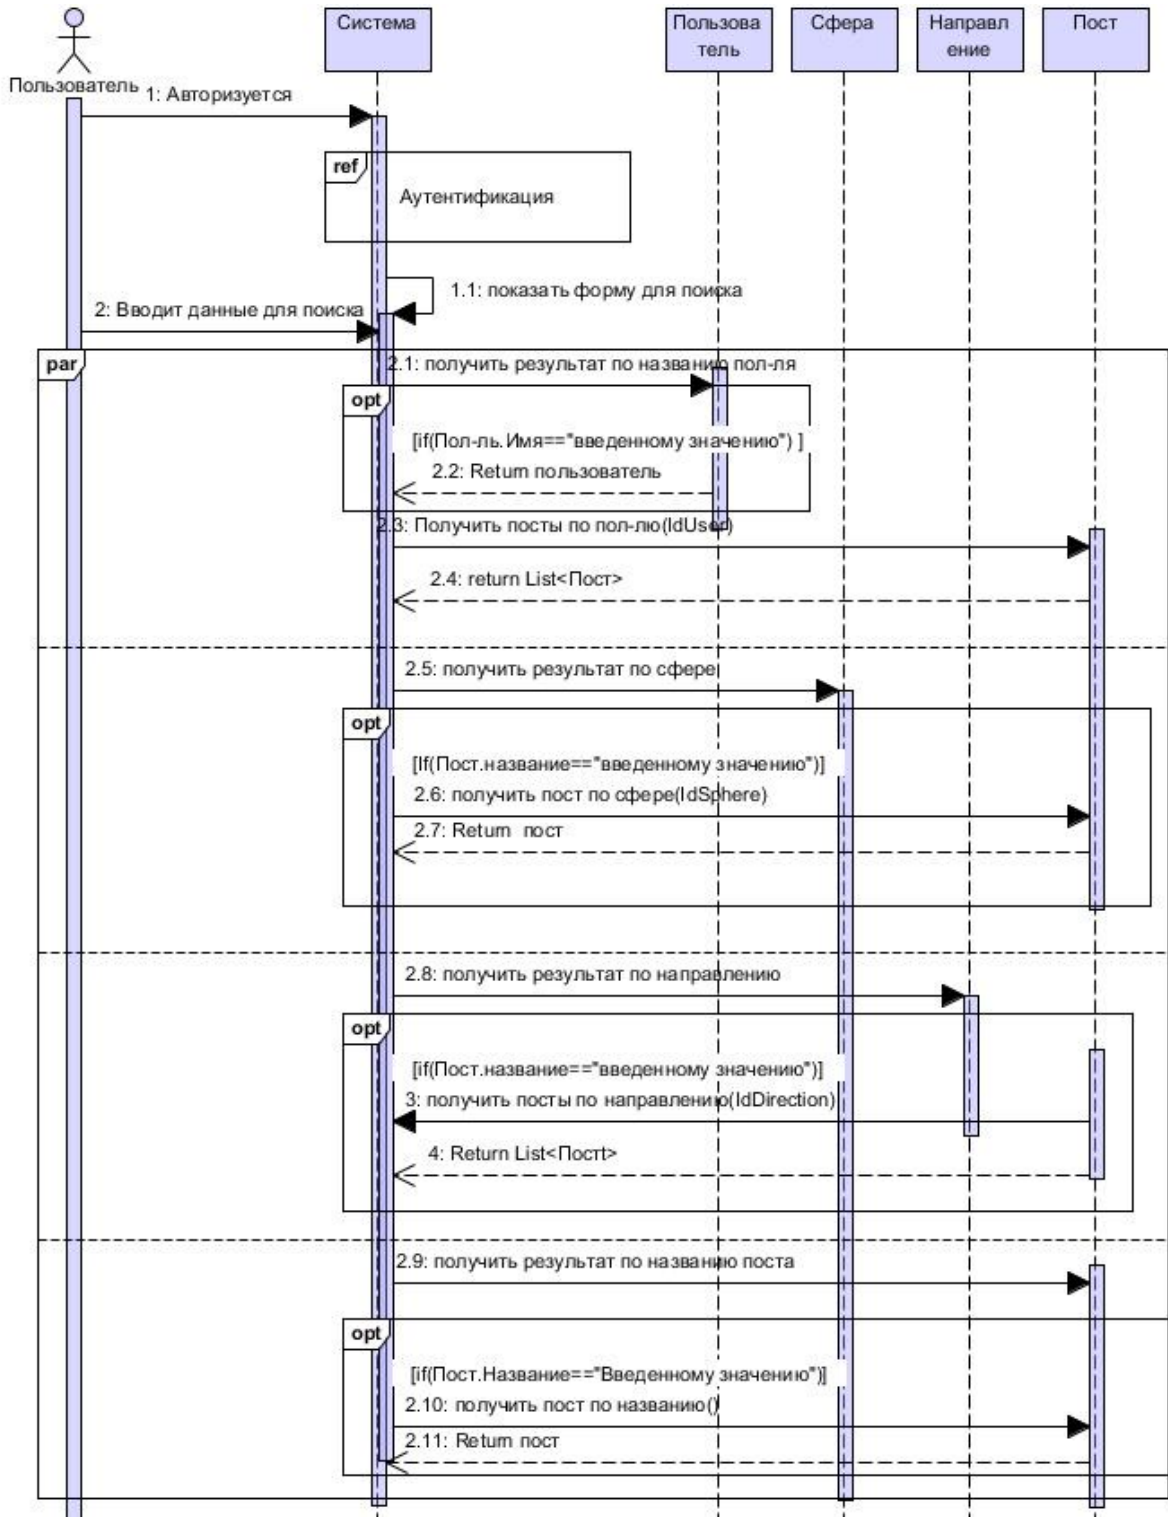 Система
Пользова
тель
Сфера
Направл
ение
Пост
Пользователь
1: Авторизуется
ref
Аутентификация
1.1: показать форму для поиска
2: Вводит данные для поиска
par
2.1: получить результат по названию пол-ля
opt
[if(Пол-ль.Имя=="введенному значению") ]
2.2: Return пользователь
2.3: Получить посты по пол-лю(IdUser)
2.4: return List<Пост>
2.5: получить результат по сфере
opt
[If(Пост.название=="введенному значению")]
2.6: получить пост по сфере(IdSphere)
2.7: Return пост
2.8: получить результат по направлению
opt
[if(Пост.название=="введенному значению")]
3: получить посты по направлению(IdDirection)
4: Return List<Постt>
2.9: получить результат по названию поста
opt
[if(Пост.Название=="Введенному значению")]
2.10: получить пост по названию()
2.11: Return пост